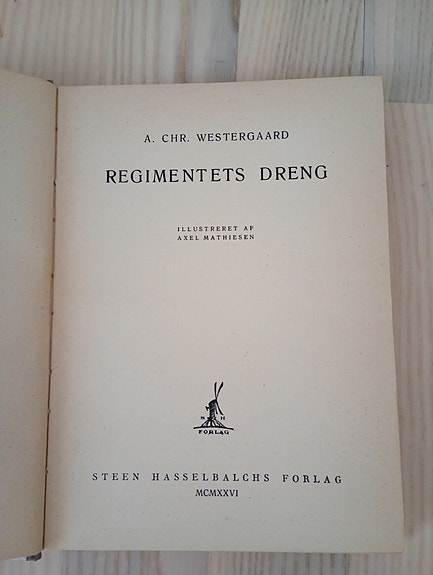 A. CHR. WESTERGAARD
REGIMENTETS DRENG
ILLUSTRERET AF
AXEL MATHIESEN
FORLAG
STEEN HASSELBALCHS FORLAG
MCMXXVI